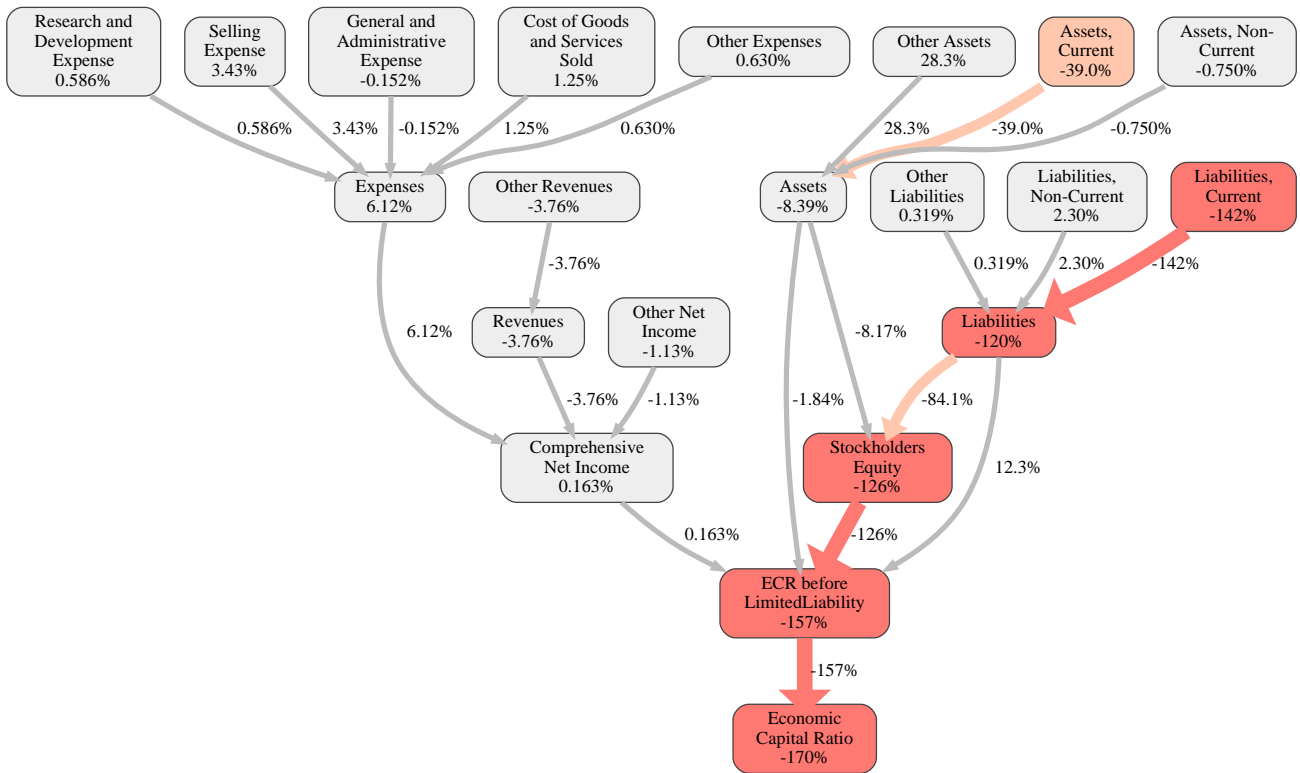 Research and
Development
Expense
0.586%
Selling
Expense
3.43%
General and
Administrative
Expense
-0.152%
Cost of Goods
and Services
Sold
1.25%
Other Expenses
0.630%
Other Assets
28.3%
Assets,
Current
-39.0%
Assets, Non-
Current
-0.750%
0.586%
3.43%
-0.152%
1.25%
0.630%
28.3%
-39.0%
-0.750%
Expenses
6.12%
Other Revenues
-3.76%
Assets
-8.39%
Other
Liabilities
0.319%
Liabilities,
Non-Current
2.30%
Liabilities,
Current
-142%
-3.76%
0.319%
2.30%
-142%
Revenues
-3.76%
Other Net
Income
-1.13%
6.12%
-8.17%
Liabilities
-120%
-3.76%
-1.13%
-1.84%
-84.1%
Comprehensive
Net Income
0.163%
Stockholders
Equity
-126%
12.3%
0.163%
-126%
ECR before
LimitedLiability
-157%
-157%
Economic
Capital Ratio
-170%